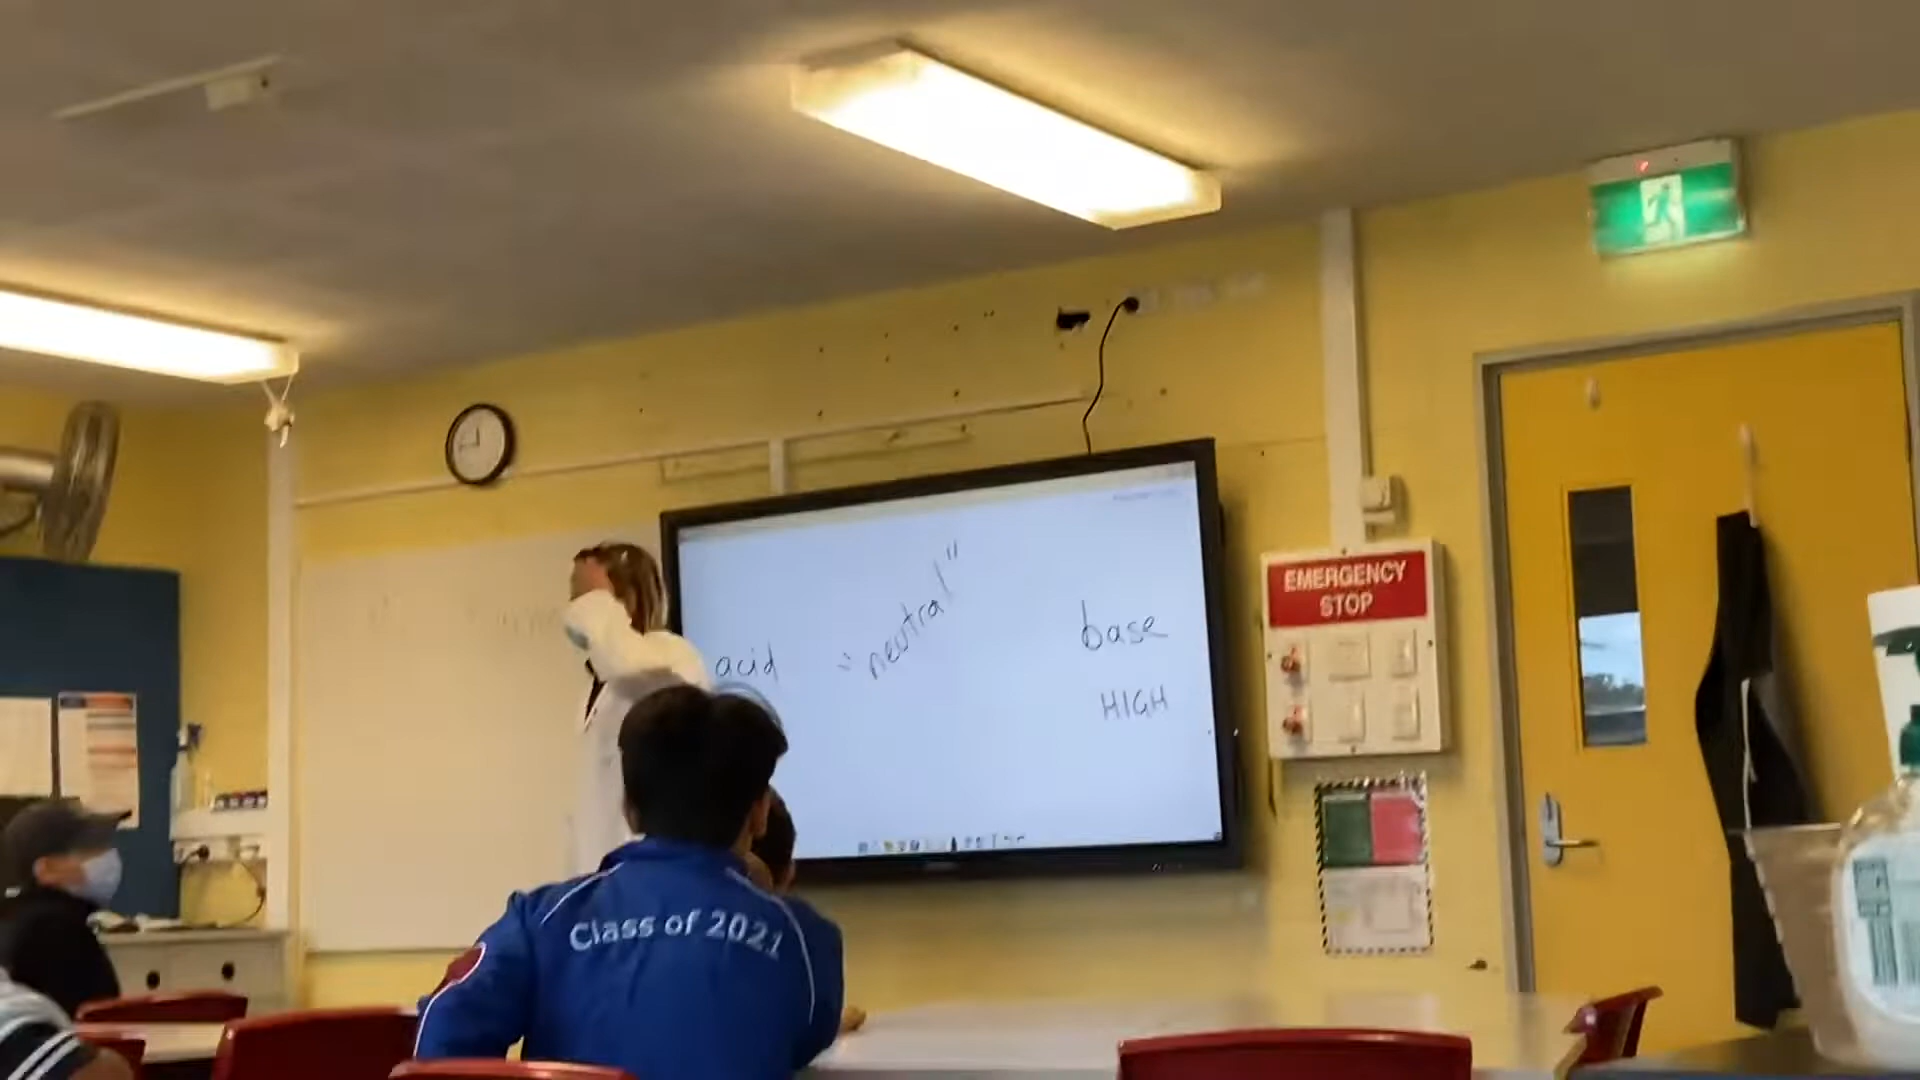 EMERGENCY
STOP
acid
"neutral"
base
HIGH
Class of 2021